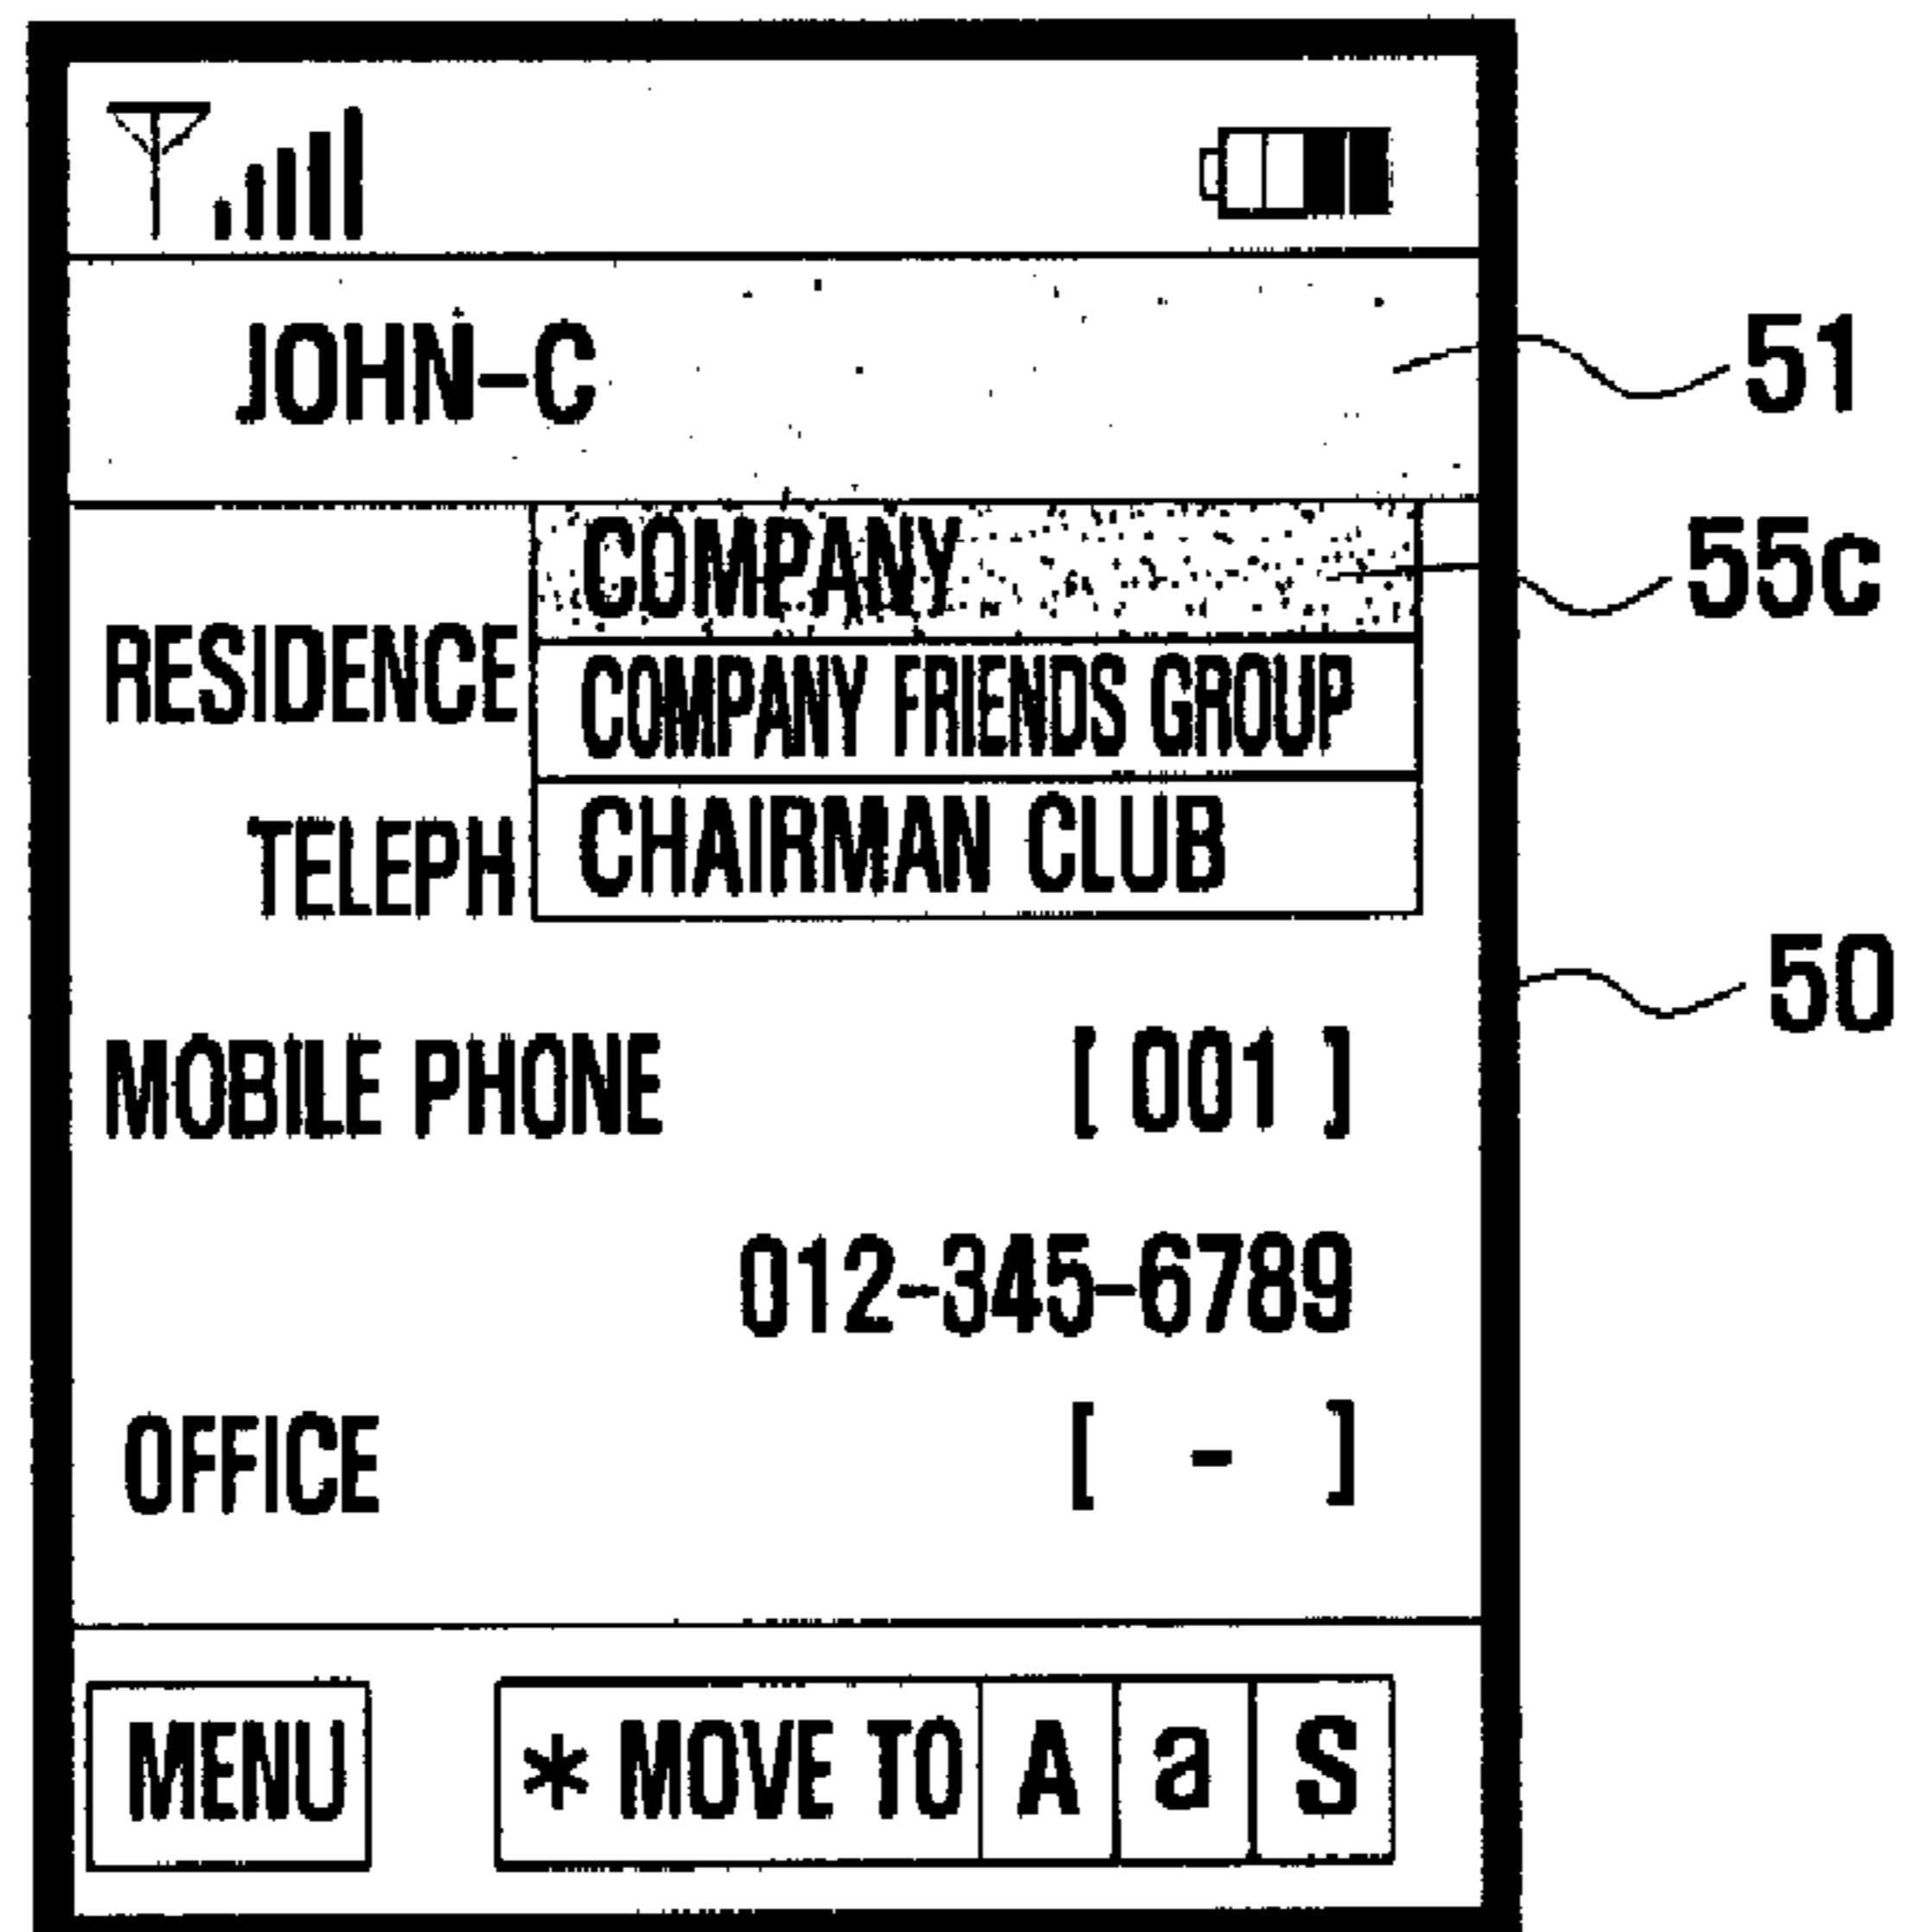 JOHN-C
51
COMPANY
55c
RESIDENCE
COMPANY FRIENDS GROUP
TELEPH
CHAIRMAN CLUB
50
MOBILE PHONE [ 001 ]
012-345-6789
OFFICE [ - ]
MENU * MOVE TO A a S